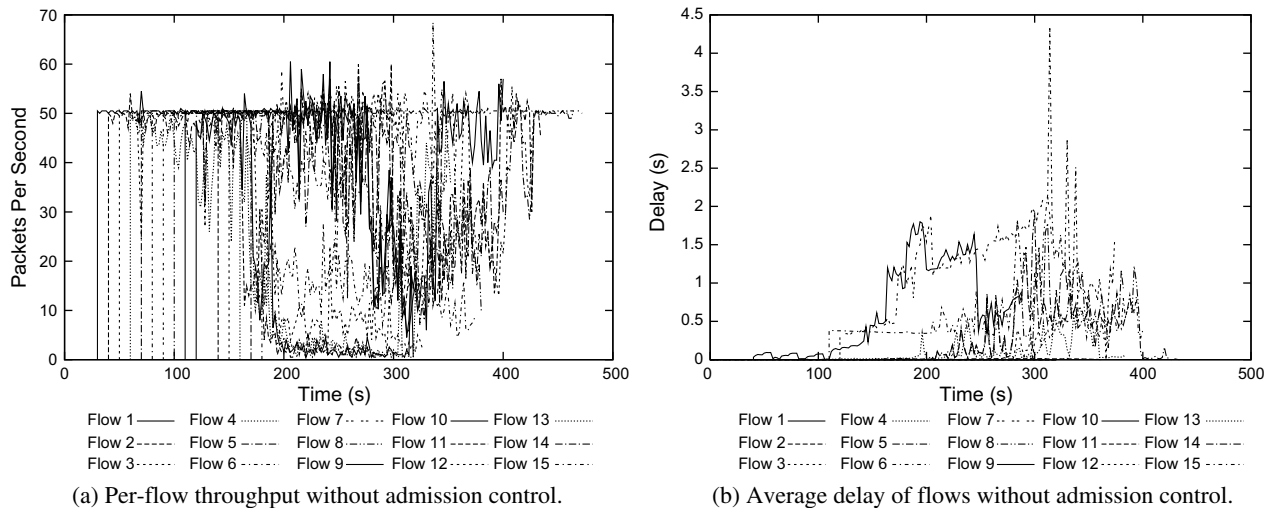 70
60
50
40
30
20
10
0
Packets Per Second
0 100 200 300 400 500
Time (s)
Flow 1 Flow 4 Flow 7 Flow 10 Flow 13
Flow 2 Flow 5 Flow 8 Flow 11 Flow 14
Flow 3 Flow 6 Flow 9 Flow 12 Flow 15
(a) Per-flow throughput without admission control.
4.5
4
3.5
3
2.5
2
1.5
1
0.5
0
Delay (s)
0 100 200 300 400 500
Time (s)
Flow 1 Flow 4 Flow 7 Flow 10 Flow 13
Flow 2 Flow 5 Flow 8 Flow 11 Flow 14
Flow 3 Flow 6 Flow 9 Flow 12 Flow 15
(b) Average delay of flows without admission control.